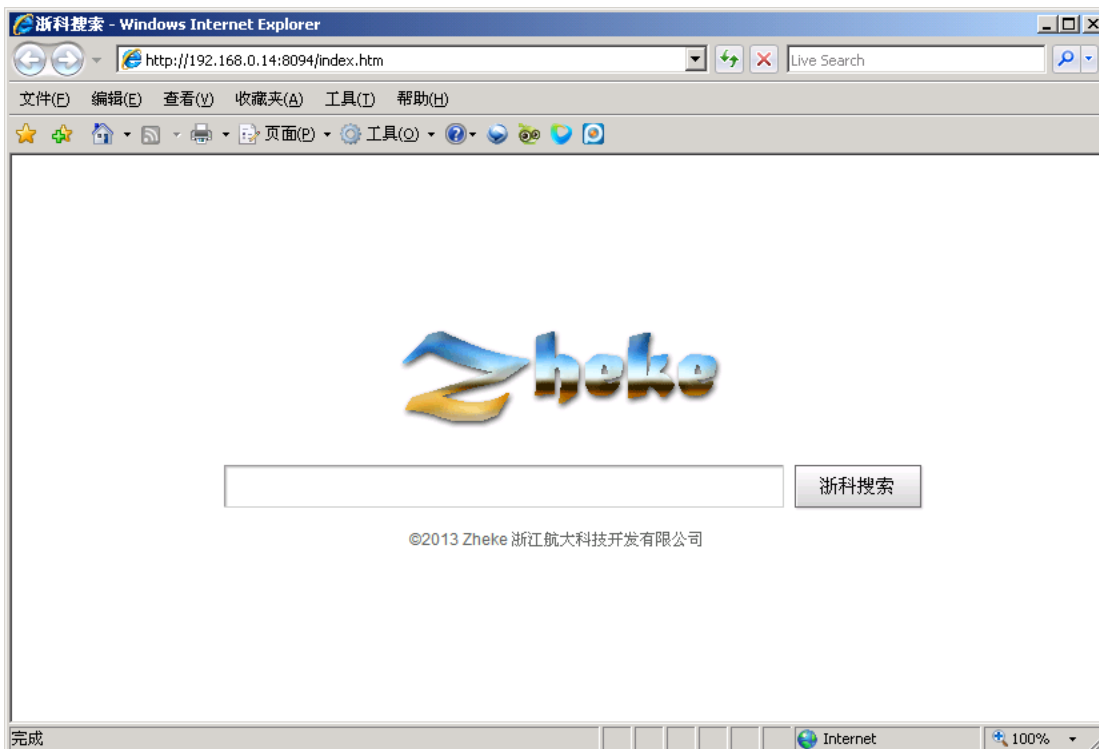 浙科搜索 - Windows Internet Explorer
http://192.168.0.14:8094/index.htm
Live Search
文件(F) 编辑(E) 查看(V) 收藏夹(A) 工具(T) 帮助(H)
页面(P) 工具(O)
Zheke
浙科搜索
©2013 Zheke 浙江航大科技开发有限公司
完成 Internet 100%